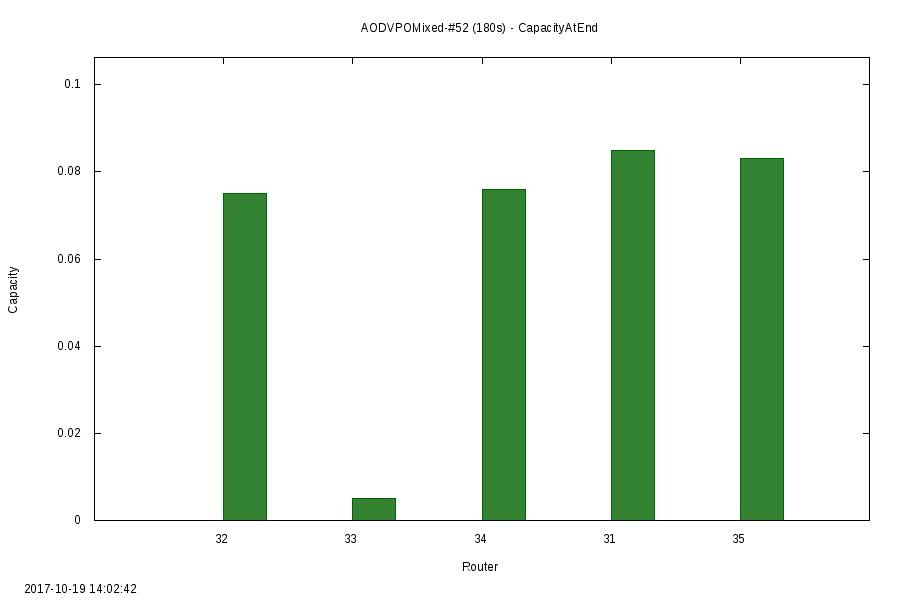 AODVPOMixed-#52 (180s) - CapacityAtEnd
0.1
0.08
0.06
0.04
0.02
0
Capacity
32 33 34 31 35
Router
2017-10-19 14:02:42